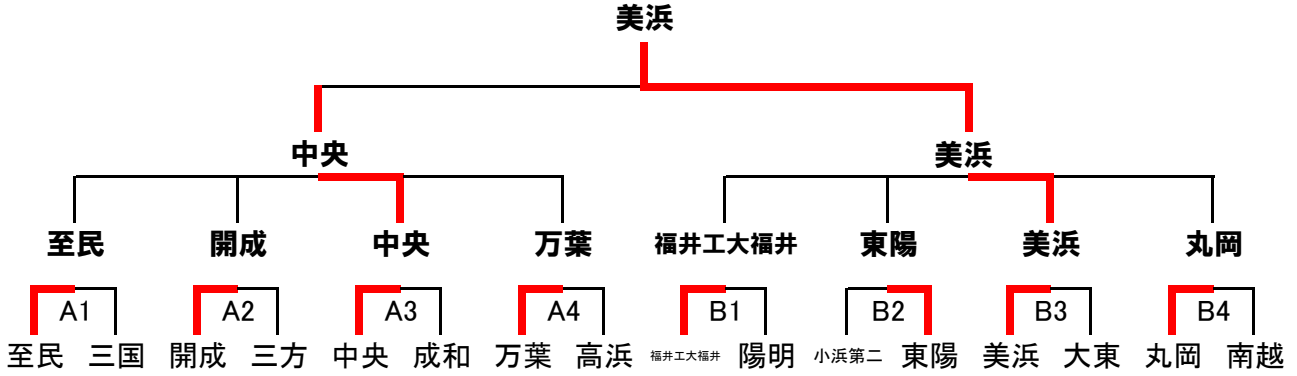 美浜
中央 美浜
至民 開成 中央 万葉 福井工大福井 東陽 美浜 丸岡
A1 A2 A3 A4 B1 B2 B3 B4
至民 三国 開成 三方 中央 成和 万葉 高浜 福井工大福井 陽明 小浜第二 東陽 美浜 大東 丸岡 南越